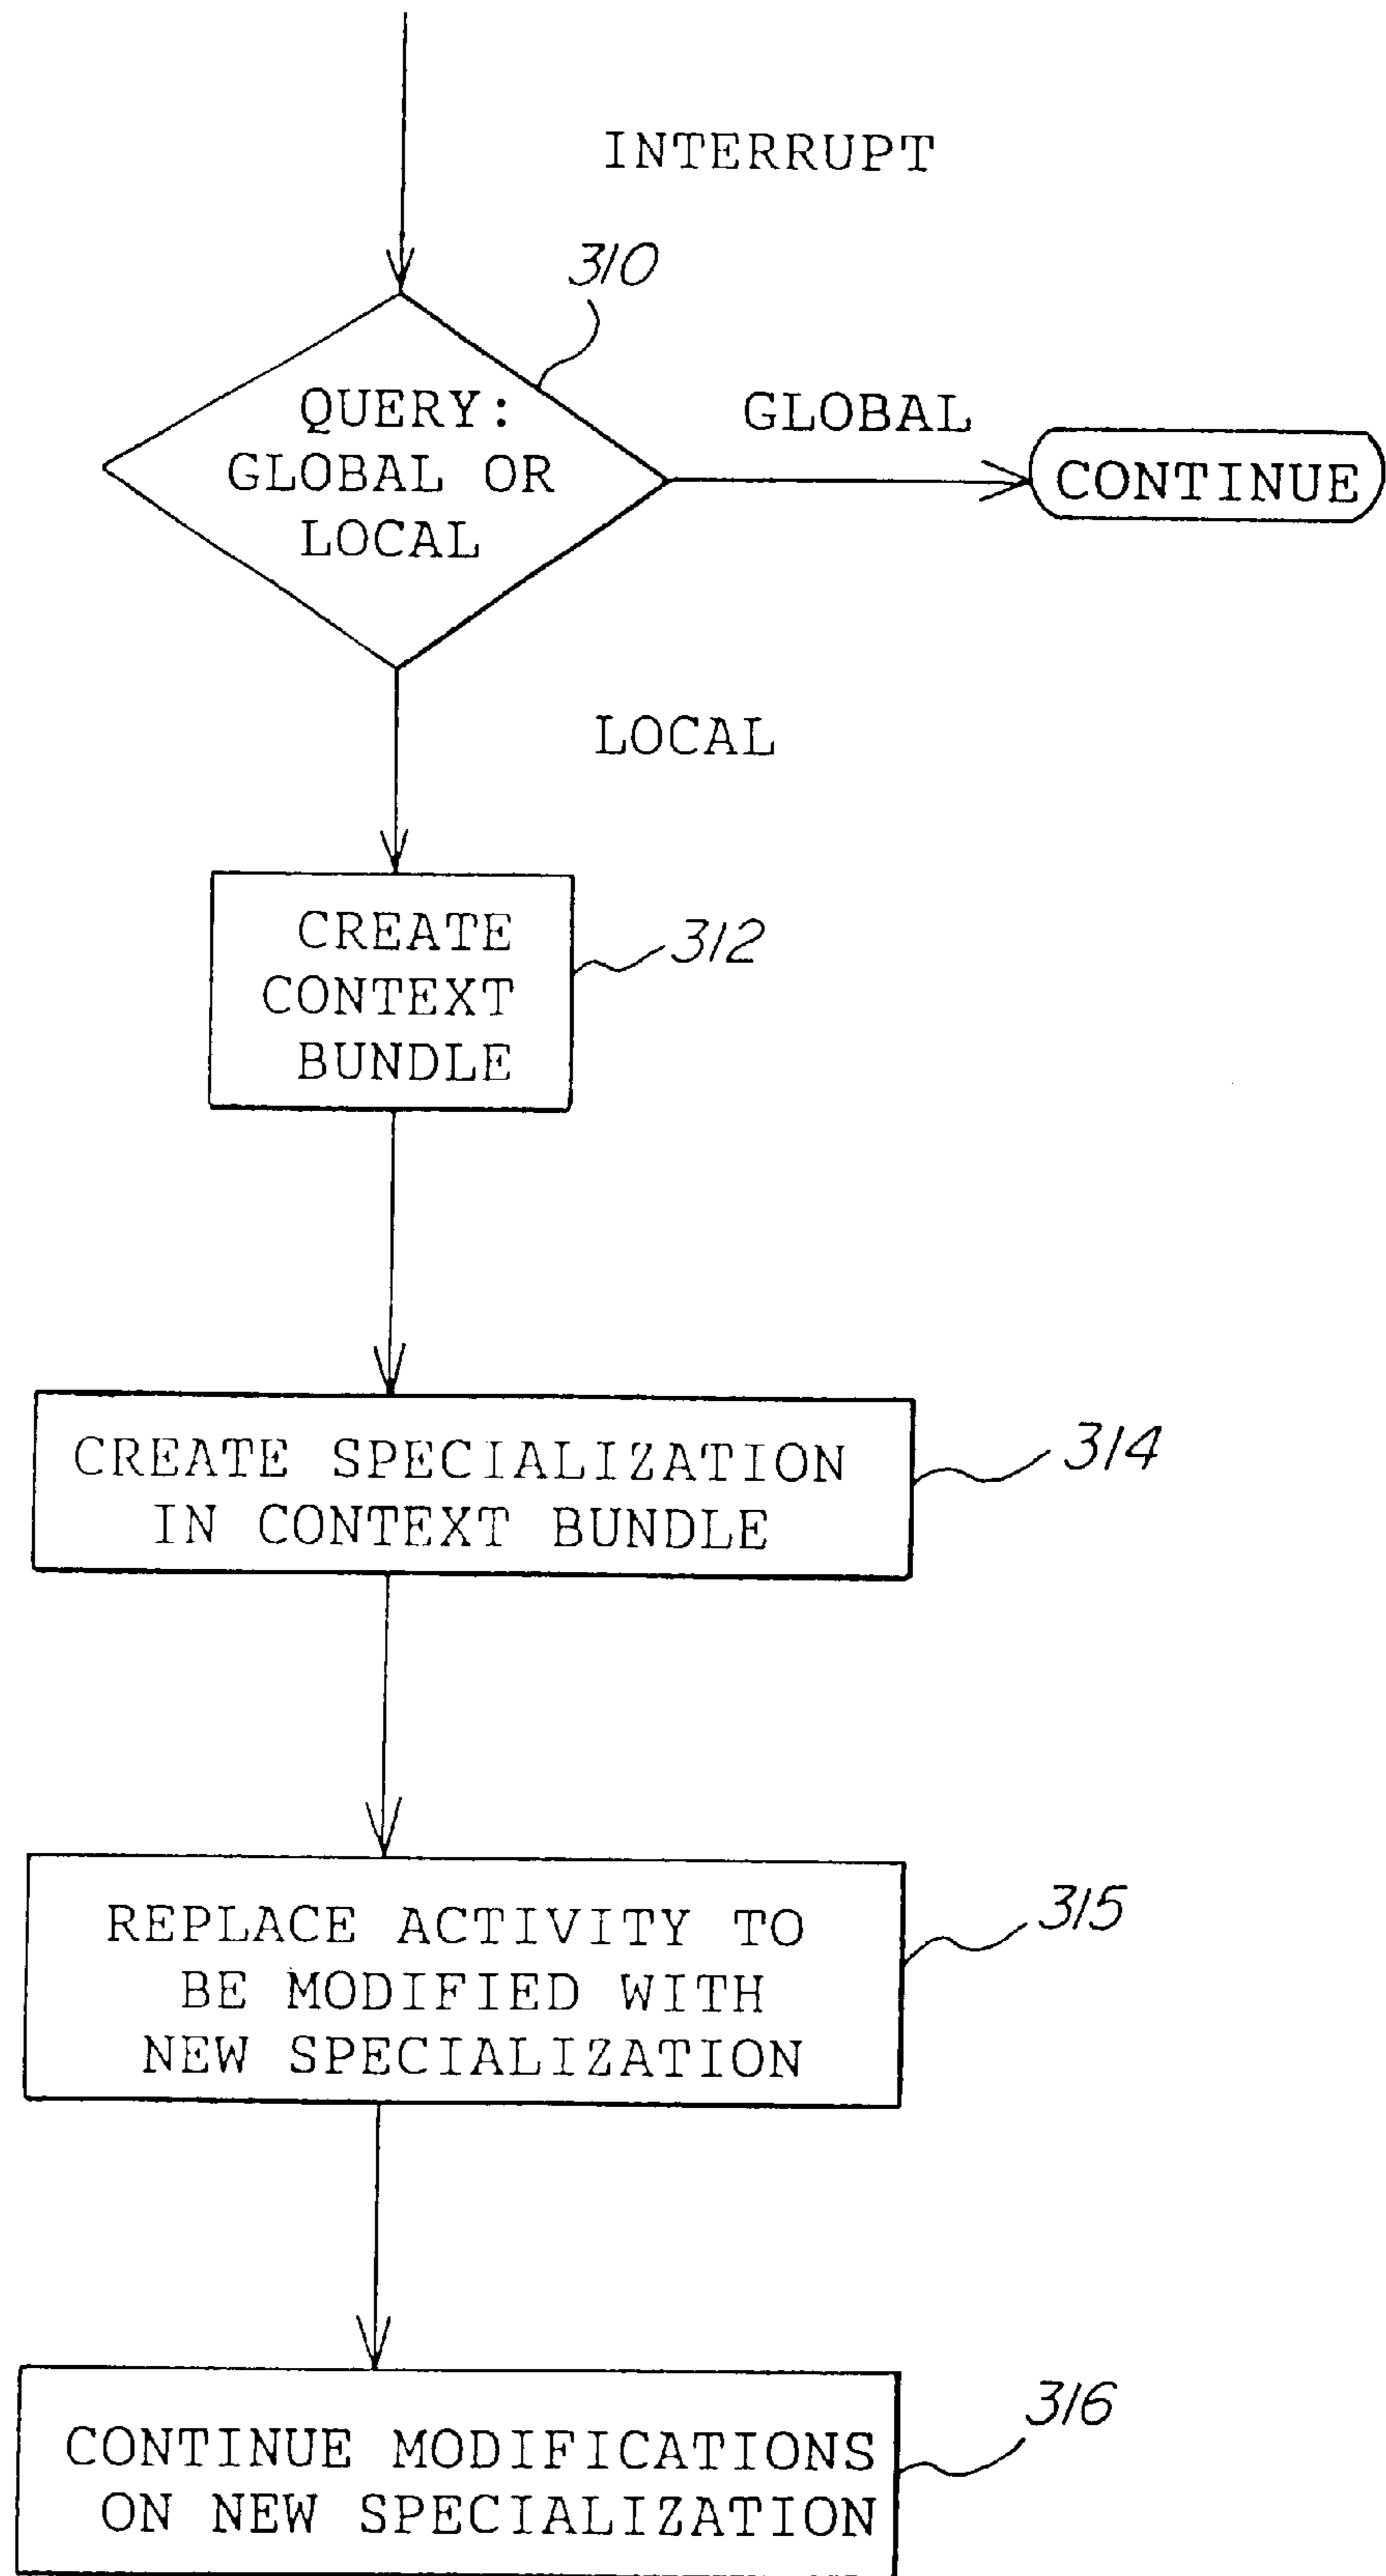 INTERRUPT
310
QUERY:
GLOBAL OR
LOCAL
GLOBAL
CONTINUE
LOCAL
CREATE
CONTEXT
BUNDLE
312
CREATE SPECIALIZATION
IN CONTEXT BUNDLE
314
REPLACE ACTIVITY TO
BE MODIFIED WITH
NEW SPECIALIZATION
315
CONTINUE MODIFICATIONS
ON NEW SPECIALIZATION
316